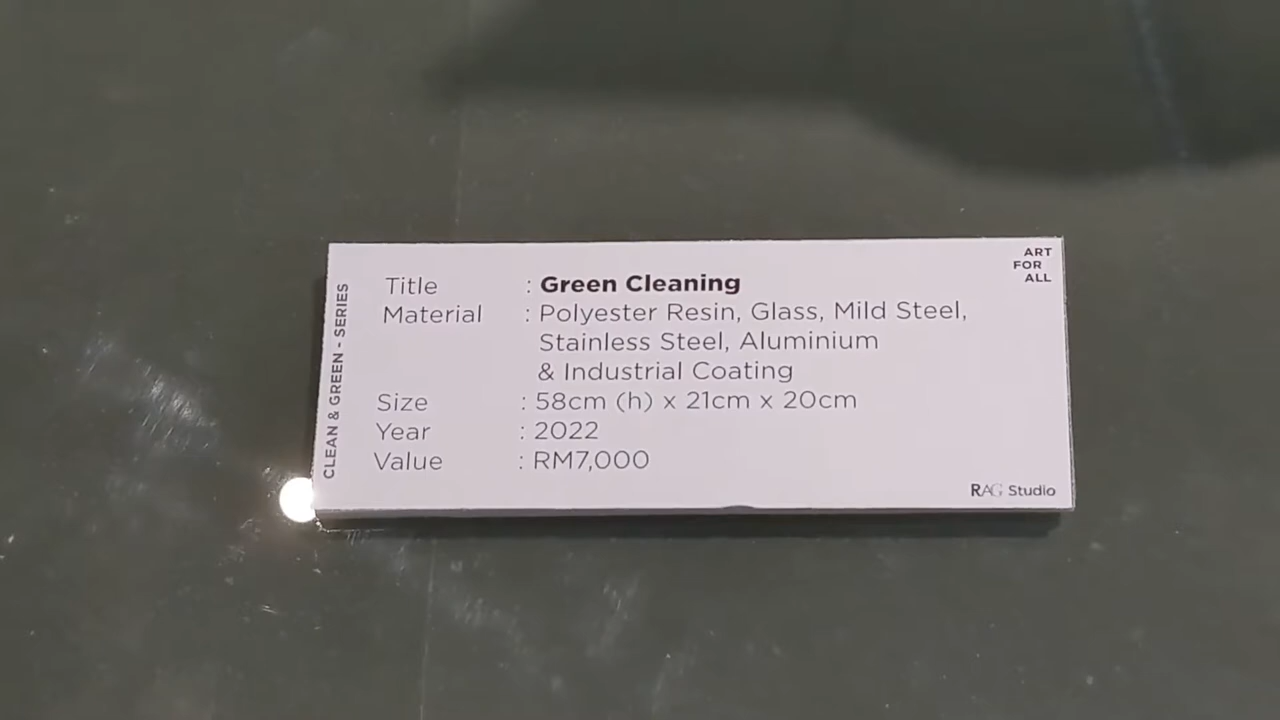 ART
FOR
ALL
CLEAN & GREEN - SERIES
Title : Green Cleaning
Material : Polyester Resin, Glass, Mild Steel,
Stainless Steel, Aluminium
& Industrial Coating
Size : 58cm (h) x 21cm x 20cm
Year : 2022
Value : RM7,000
RAG Studio